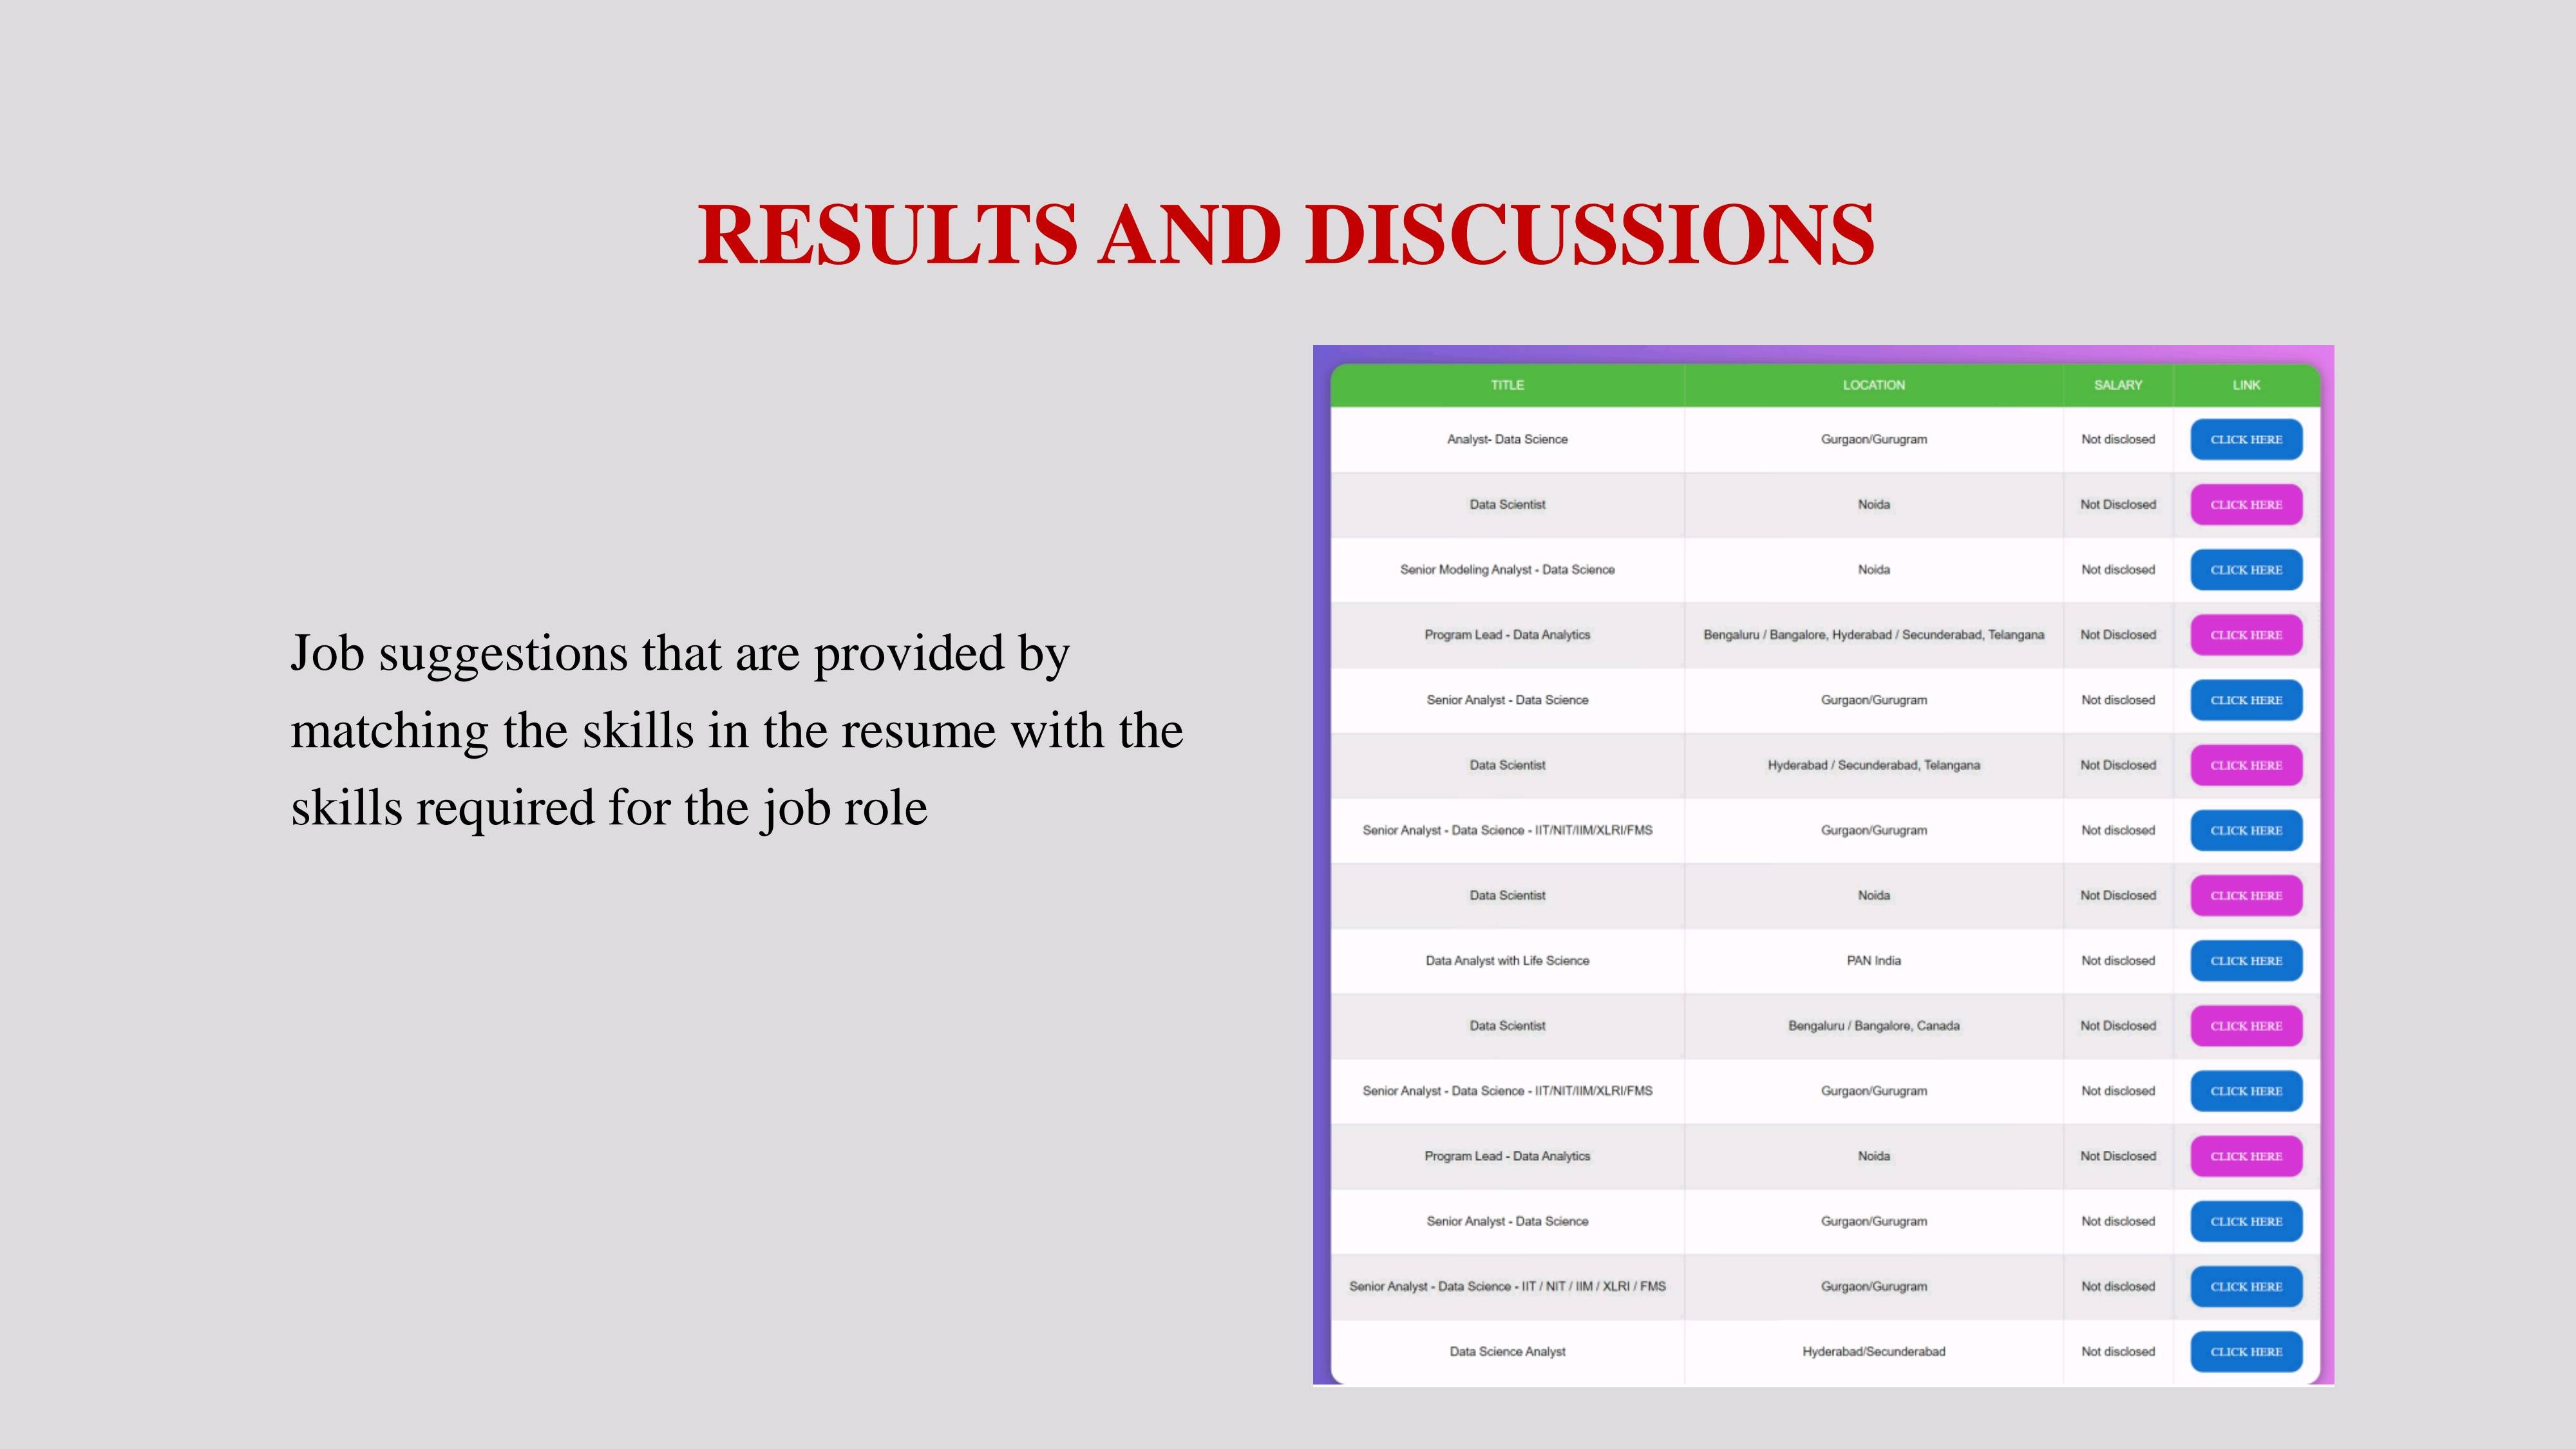 RESULTS AND DISCUSSIONS
Job suggestions that are provided by
matching the skills in the resume with the
skills required for the job role
TITLE LOCATION SALARY LINK
Analyst- Data Science Gurgaon/Gurugram Not disclosed CLICK HERE
Data Scientist Noida Not Disclosed CLICK HERE
Senior Modeling Analyst - Data Science Noida Not disclosed CLICK HERE
Program Lead - Data Analytics Bengaluru / Bangalore, Hyderabad / Secunderabad, Telangana Not Disclosed CLICK HERE
Senior Analyst - Data Science Gurgaon/Gurugram Not disclosed CLICK HERE
Data Scientist Hyderabad / Secunderabad, Telangana Not Disclosed CLICK HERE
Senior Analyst - Data Science - IIT/NIT/IIM/XLRI/FMS Gurgaon/Gurugram Not disclosed CLICK HERE
Data Scientist Noida Not Disclosed CLICK HERE
Data Analyst with Life Science PAN India Not disclosed CLICK HERE
Data Scientist Bengaluru / Bangalore, Canada Not Disclosed CLICK HERE
Senior Analyst - Data Science - IIT/NIT/IIM/XLRI/FMS Gurgaon/Gurugram Not disclosed CLICK HERE
Program Lead - Data Analytics Noida Not Disclosed CLICK HERE
Senior Analyst - Data Science Gurgaon/Gurugram Not disclosed CLICK HERE
Senior Analyst - Data Science - IIT / NIT / IIM / XLRI / FMS Gurgaon/Gurugram Not disclosed CLICK HERE
Data Science Analyst Hyderabad/Secunderabad Not disclosed CLICK HERE